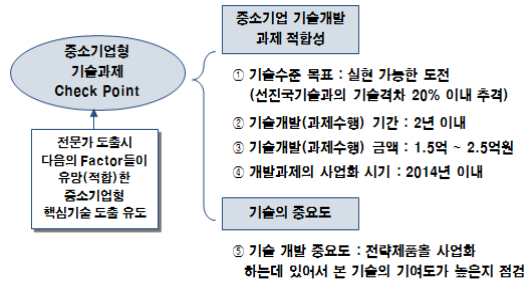 중소기업형
기술과제
Check Point
전문가 도출시
다음의 Factor들이
유망(적합)한
중소기업형
핵심기술 도출 유도
중소기업 기술개발
과제 적합성
① 기술수준 목표 : 실현 가능한 도전
(선진국기술과의 기술격차 20% 이내 추격)
② 기술개발(과제수행) 기간 : 2년 이내
③ 기술개발(과제수행) 금액 : 1.5억 ~ 2.5억원
④ 개발과제의 사업화 시기 : 2014년 이내
기술의 중요도
⑤ 기술 개발 중요도 : 전략제품을 사업화
하는데 있어서 본 기술의 기여도가 높은지 점검